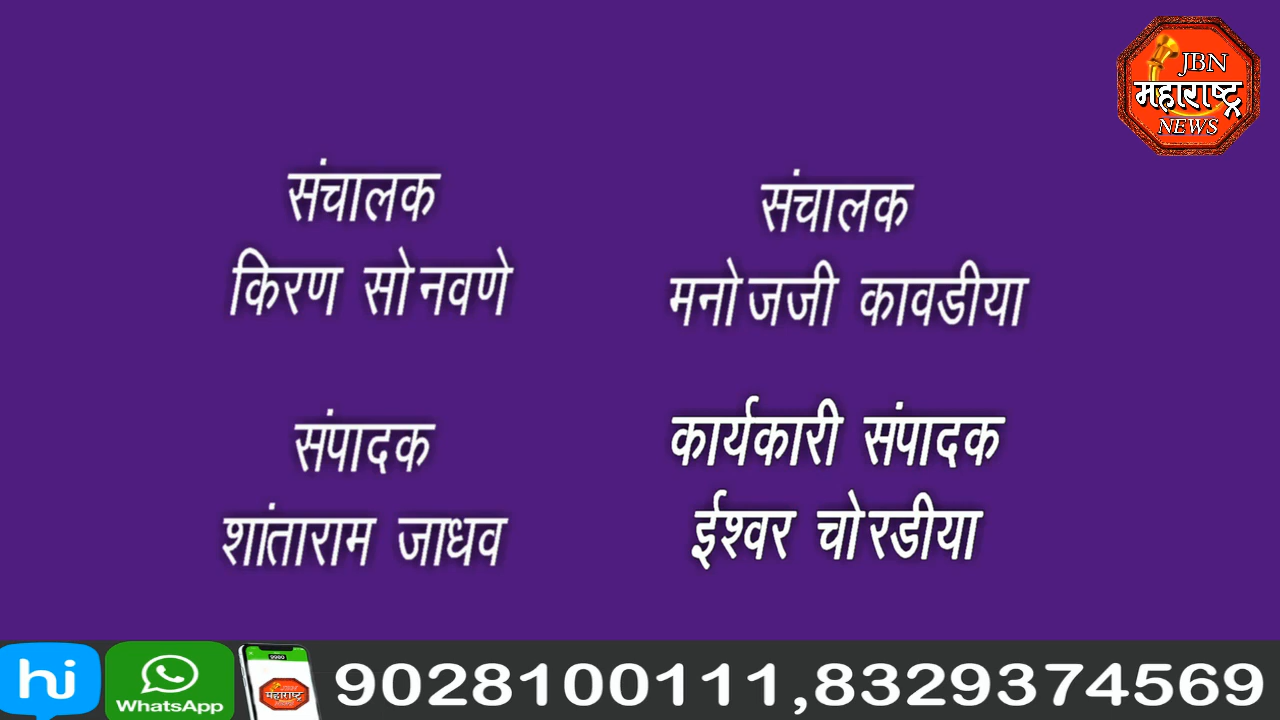 JBN
महाराष्ट्र
NEWS
संचालक
किरण सोनवणे
संचालक
मनोजजी कावडीया
संपादक
शांताराम जाधव
कार्यकारी संपादक
ईश्वर चोरडीया
hi
WhatsApp
महाराष्ट्र
9028100111,8329374569